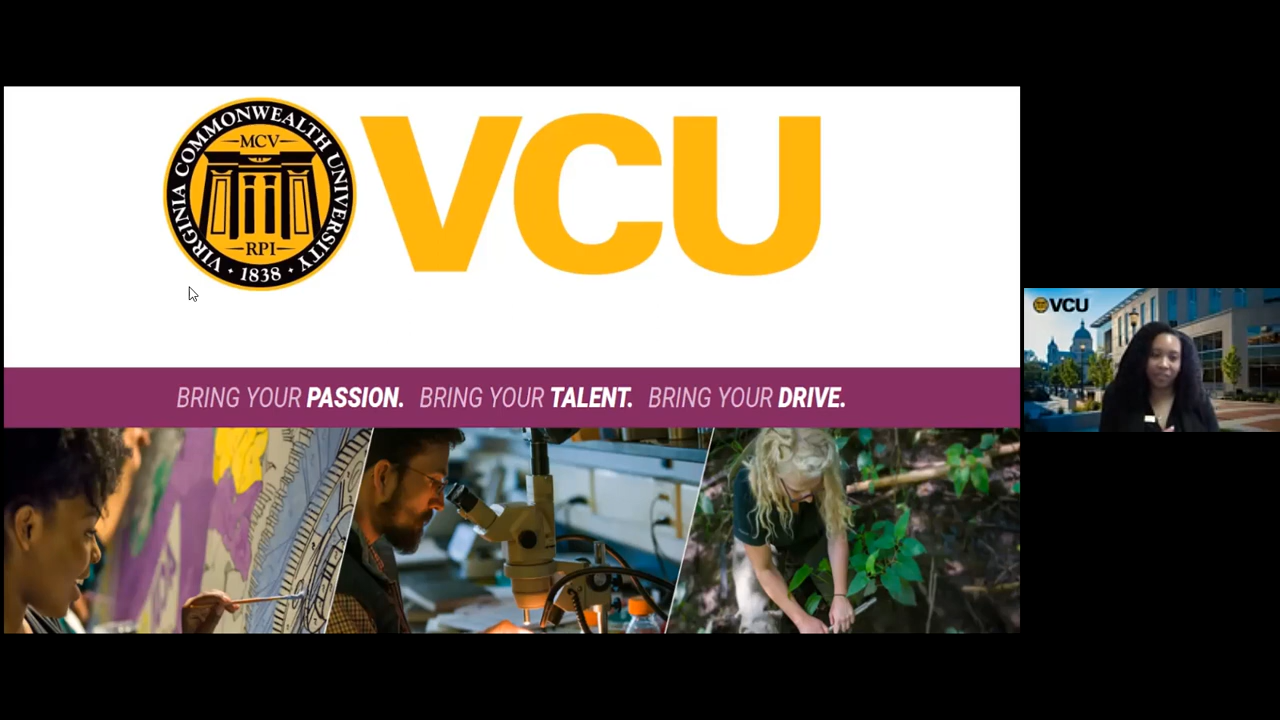 VIRGINIA COMMONWEALTH UNIVERSITY
MCV
RPI
1838
VCU
BRING YOUR PASSION. BRING YOUR TALENT. BRING YOUR DRIVE.
VCU